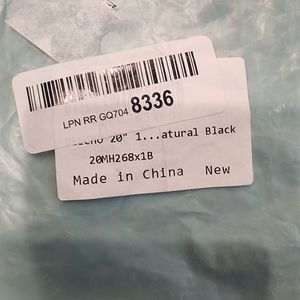 LPN RR GQ704 8336
20" 1...atural Black
20MH268x1B
Made in China New